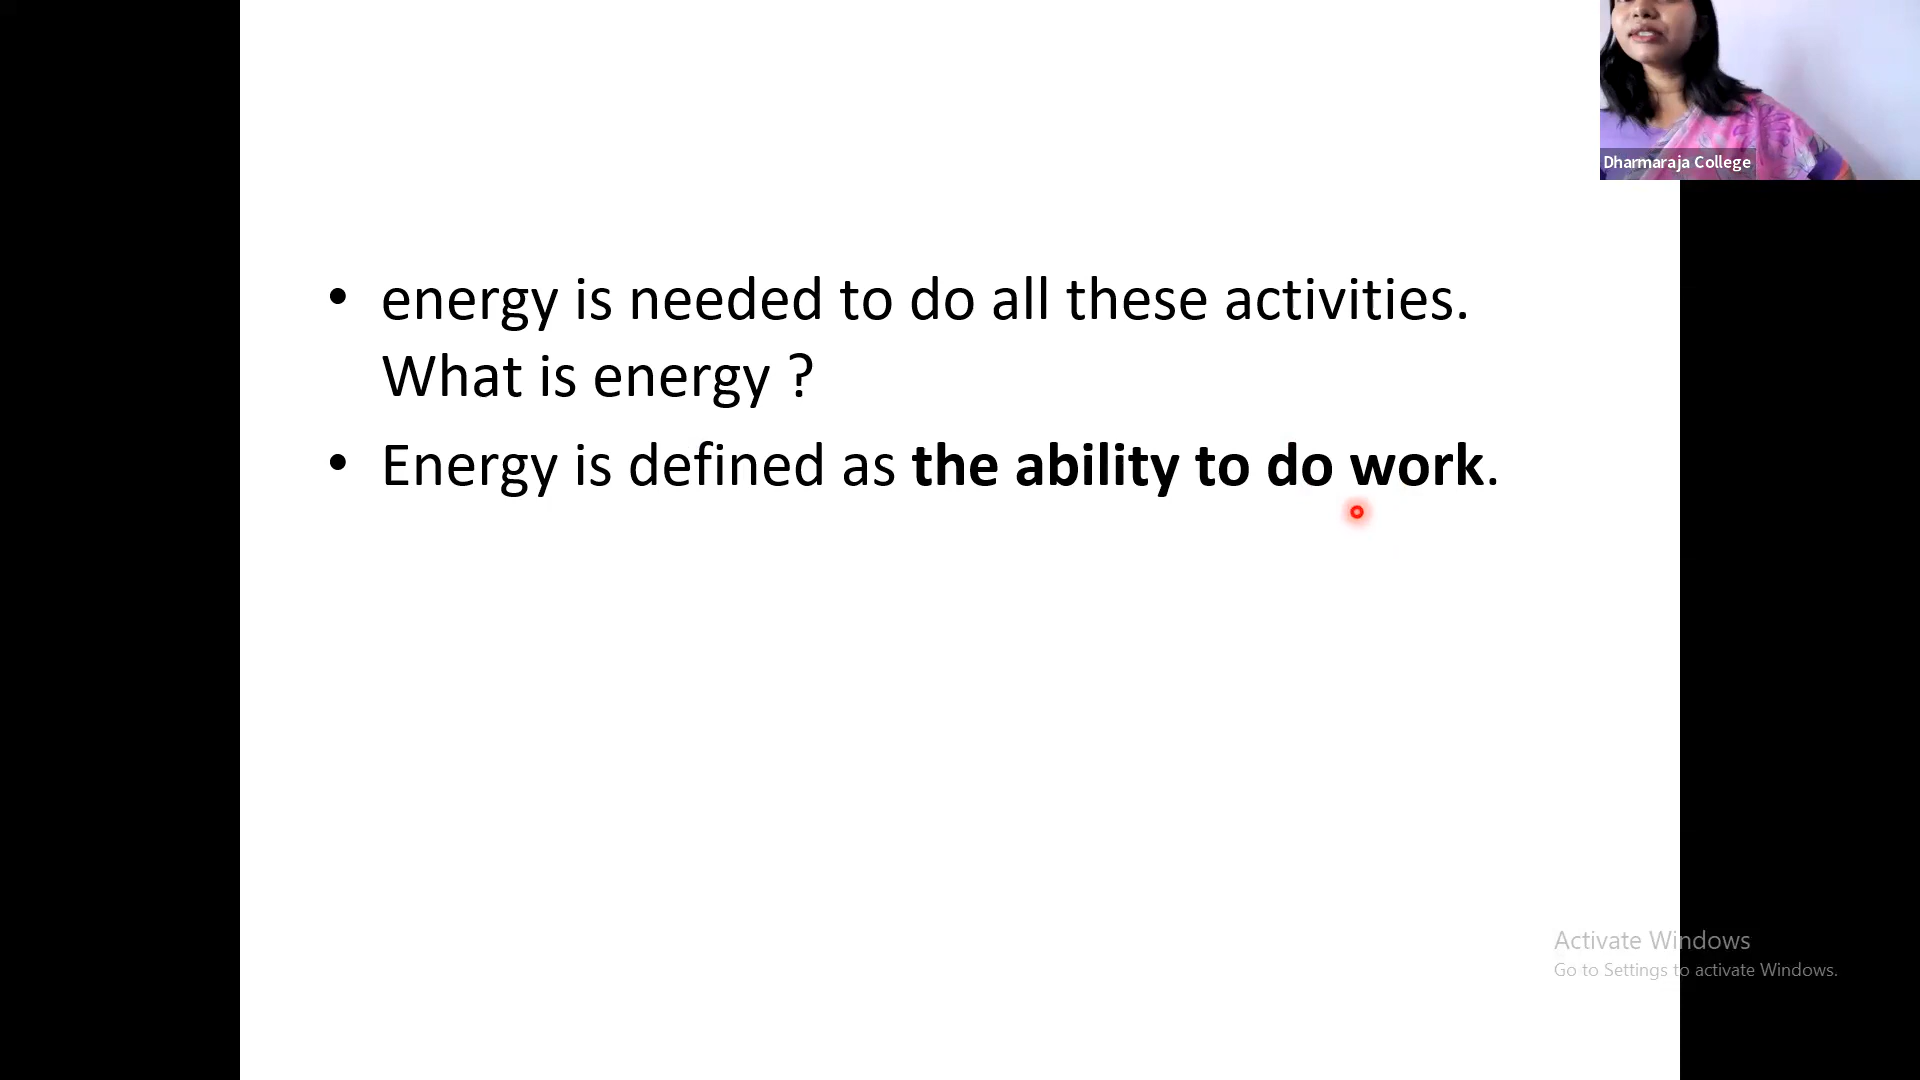 Dharmaraja College
• energy is needed to do all these activities.
What is energy ?
• Energy is defined as the ability to do work.
Activate Windows
Go to Settings to activate Windows.